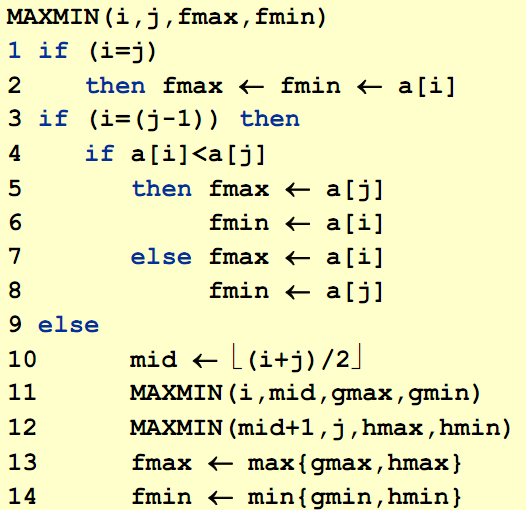 MAXMIN(i,j,fmax,fmin)
1 if (i=j)
2    then fmax ← fmin ← a[i]
3 if (i=(j-1)) then
4    if a[i]<a[j]
5       then fmax ← a[j]
6            fmin ← a[i]
7       else fmax ← a[i]
8            fmin ← a[j]
9 else
10      mid ← ⌊(i+j)/2⌋
11      MAXMIN(i,mid,gmax,gmin)
12      MAXMIN(mid+1,j,hmax,hmin)
13      fmax ← max{gmax,hmax}
14      fmin ← min{gmin,hmin}